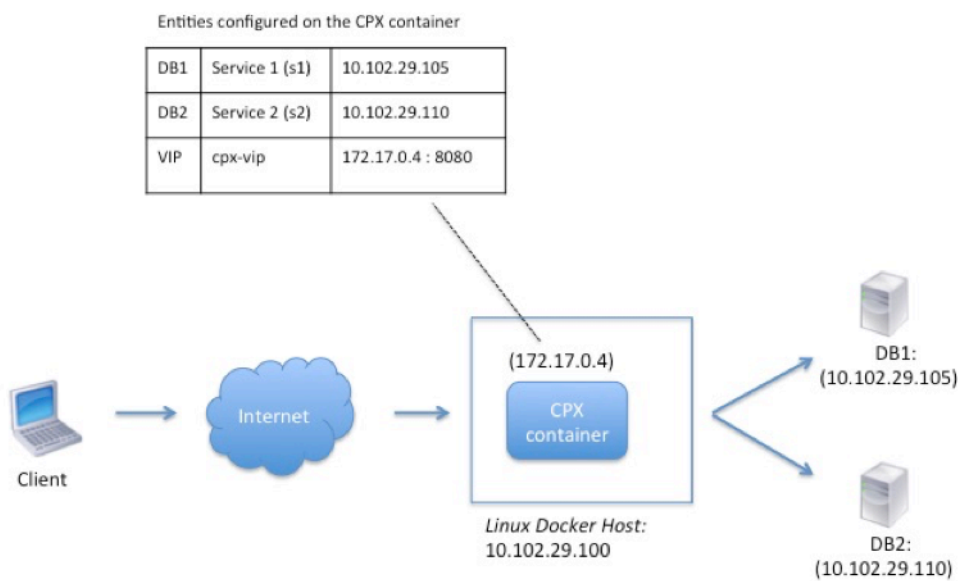 Entities configured on the CPX container
DB1 Service 1 (s1) 10.102.29.105
DB2 Service 2 (s2) 10.102.29.110
VIP cpx-vip 172.17.0.4 : 8080
(172.17.0.4)
CPX
container
Internet
Client
Linux Docker Host:
10.102.29.100
DB1:
(10.102.29.105)
DB2:
(10.102.29.110)